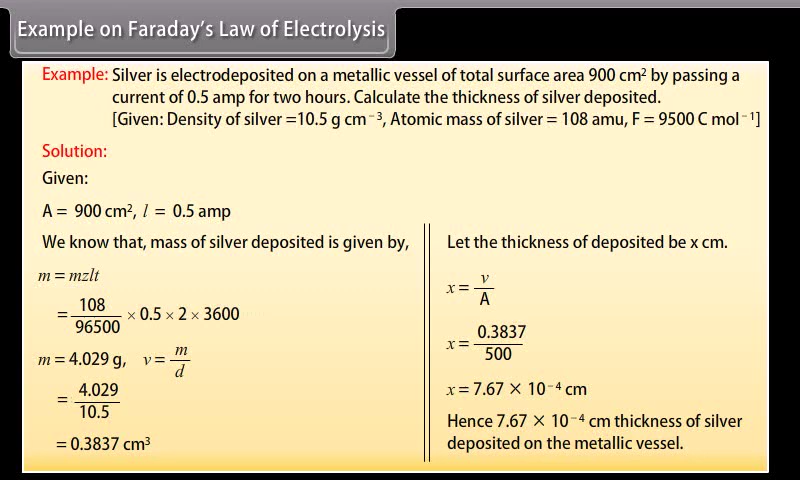 Example on Faraday's Law of Electrolysis
Example: Silver is electrodeposited on a metallic vessel of total surface area 900 cm² by passing a
current of 0.5 amp for two hours. Calculate the thickness of silver deposited.
[Given: Density of silver =10.5 g cm⁻³, Atomic mass of silver = 108 amu, F = 9500 C mol⁻¹]
Solution:
Given:
A = 900 cm², l = 0.5 amp
We know that, mass of silver deposited is given by,
m = mzlt
= 108/96500 × 0.5 × 2 × 3600
m = 4.029 g, v = m/d
= 4.029/10.5
= 0.3837 cm³
Let the thickness of deposited be x cm.
x = v/A
x = 0.3837/500
x = 7.67 × 10⁻⁴ cm
Hence 7.67 × 10⁻⁴ cm thickness of silver
deposited on the metallic vessel.